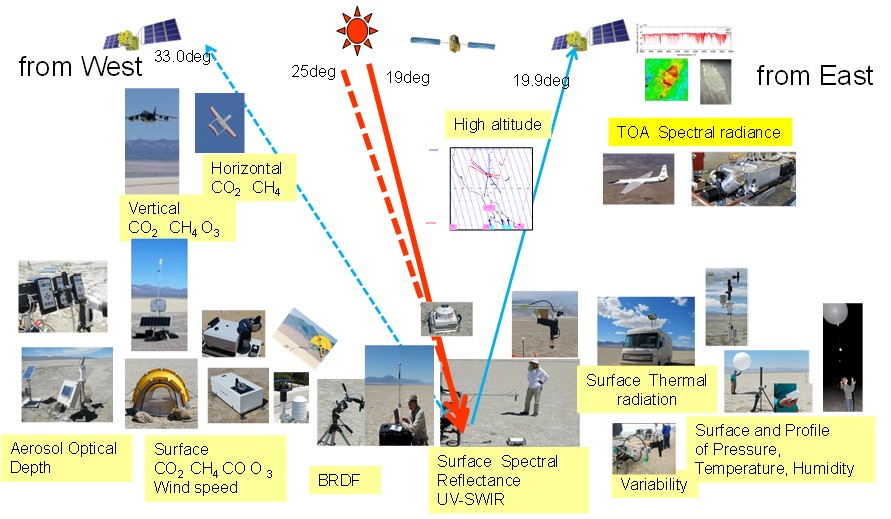 from West
33.0deg
25deg
19deg
19.9deg
from East
High altitude
TOA Spectral radiance
Horizontal
CO2 CH4
Vertical
CO2 CH4 O3
Surface Thermal
radiation
Aerosol Optical
Depth
Surface
CO2 CH4 CO O3
Wind speed
BRDF
Surface Spectral
Reflectance
UV-SWIR
Variability
Surface and Profile
of Pressure,
Temperature, Humidity